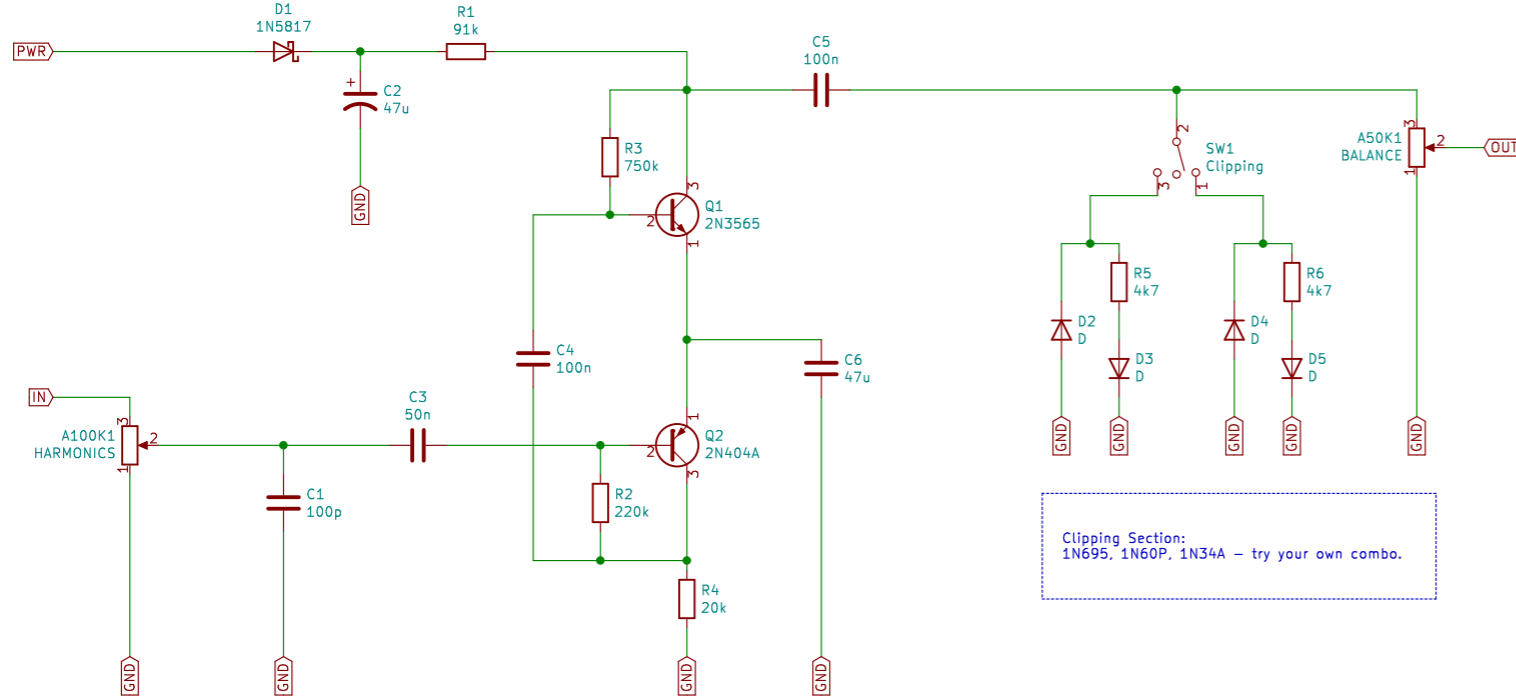 D1
1N5817
R1
91k
PWR
C5
100n
C2
47u
GND
R3
750k
3
2
Q1
2N3565
1
2
SW1
Clipping
3
1
A50K1
BALANCE
3
2
1
OUT
R5
4k7
R6
4k7
D2
D
D3
D
D4
D
D5
D
C4
100n
C6
47u
IN
C3
50n
A100K1
HARMONICS
3
2
1
1
2
Q2
2N404A
3
GND
GND
GND
GND
GND
C1
100p
R2
220k
R4
20k
Clipping Section:
1N695, 1N60P, 1N34A – try your own combo.
GND
GND
GND
GND